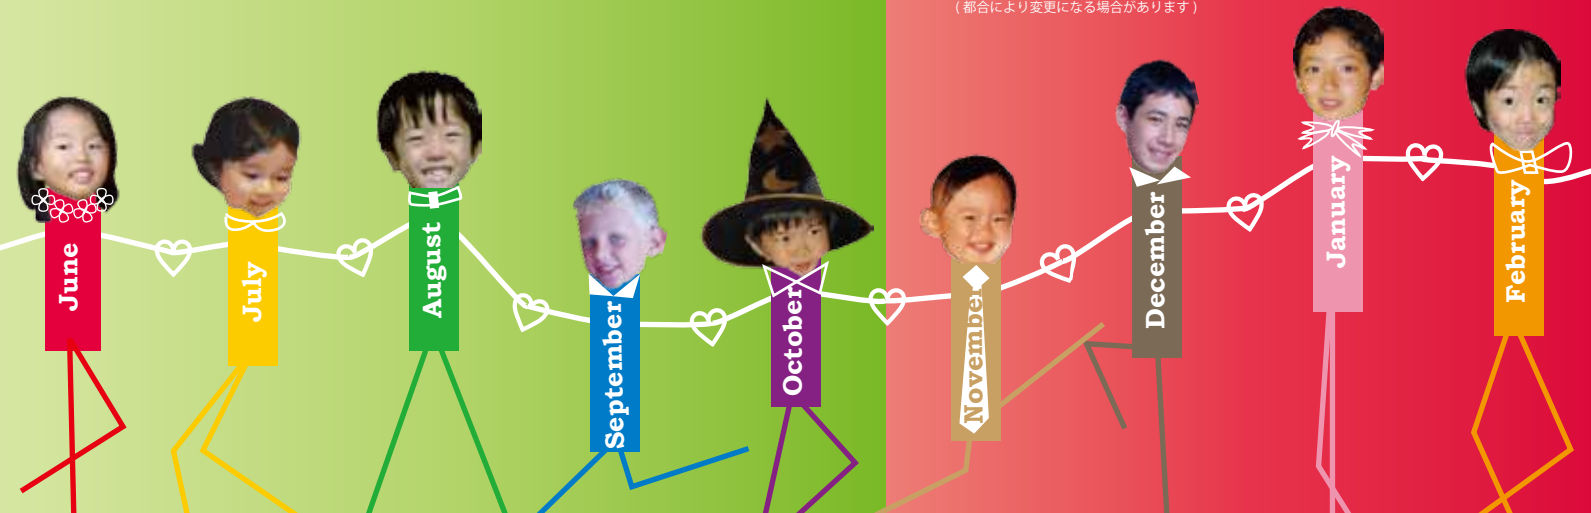 ( 都合により変更になる場合があります )
June
July
August
September
October
November
December
January
February